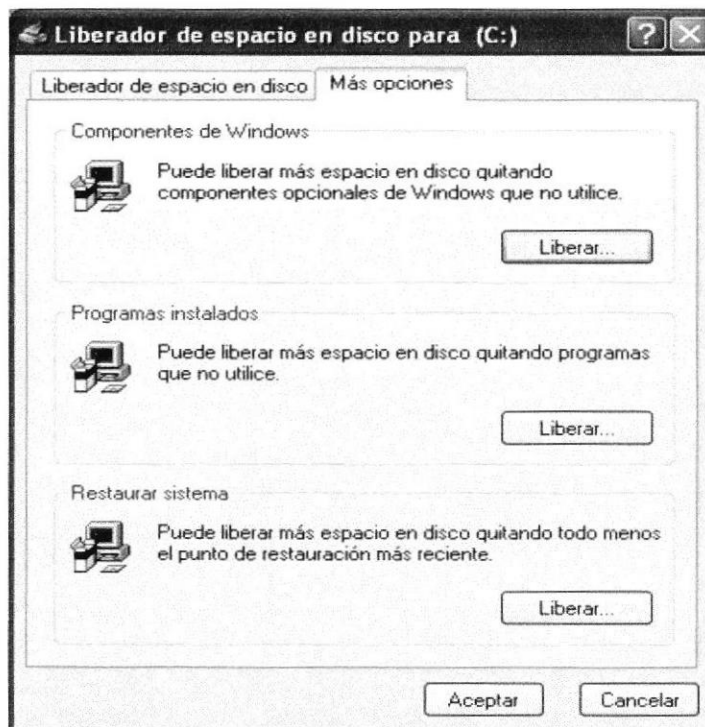 Liberador de espacio en disco para (C:)
Liberador de espacio en disco
Más opciones
Componentes de Windows
Puede liberar más espacio en disco quitando
componentes opcionales de Windows que no utilice.
Liberar...
Programas instalados
Puede liberar más espacio en disco quitando programas
que no utilice.
Liberar...
Restaurar sistema
Puede liberar más espacio en disco quitando todo menos
el punto de restauración más reciente.
Liberar...
Aceptar
Cancelar